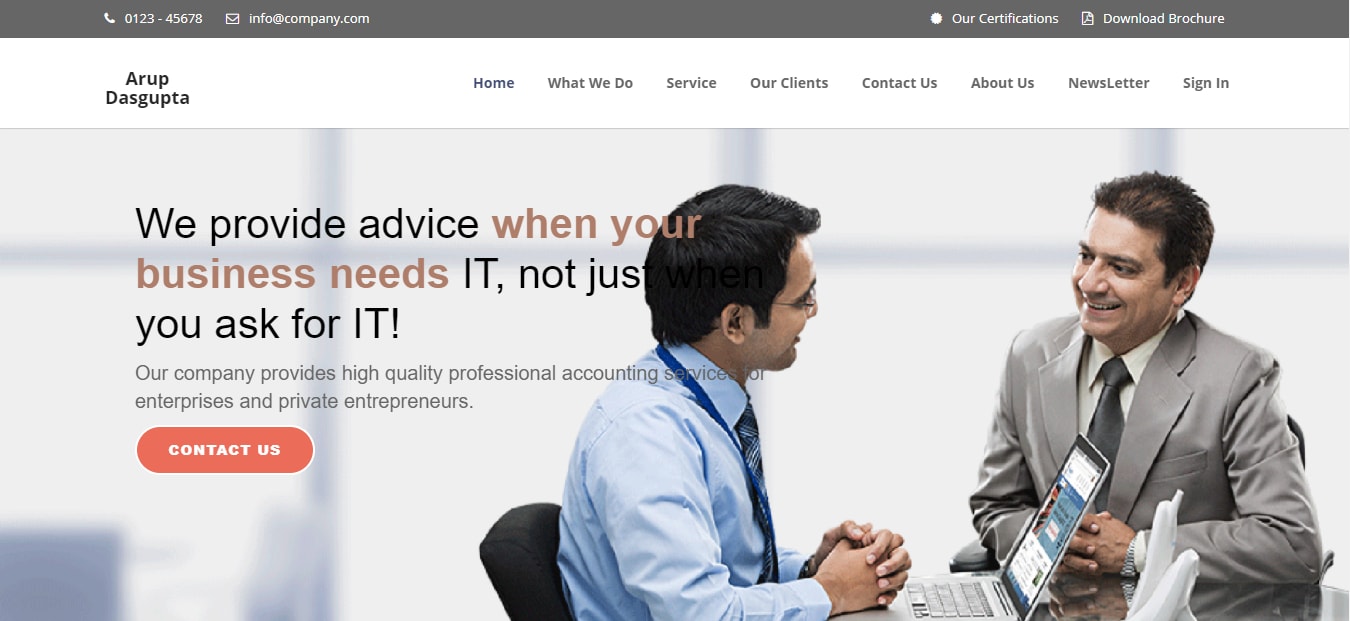 0123 - 45678 info@company.com Our Certifications Download Brochure
Arup
Dasgupta
Home What We Do Service Our Clients Contact Us About Us NewsLetter Sign In
We provide advice when your
business needs IT, not just when
you ask for IT!
Our company provides high quality professional accounting services for
enterprises and private entrepreneurs.
CONTACT US